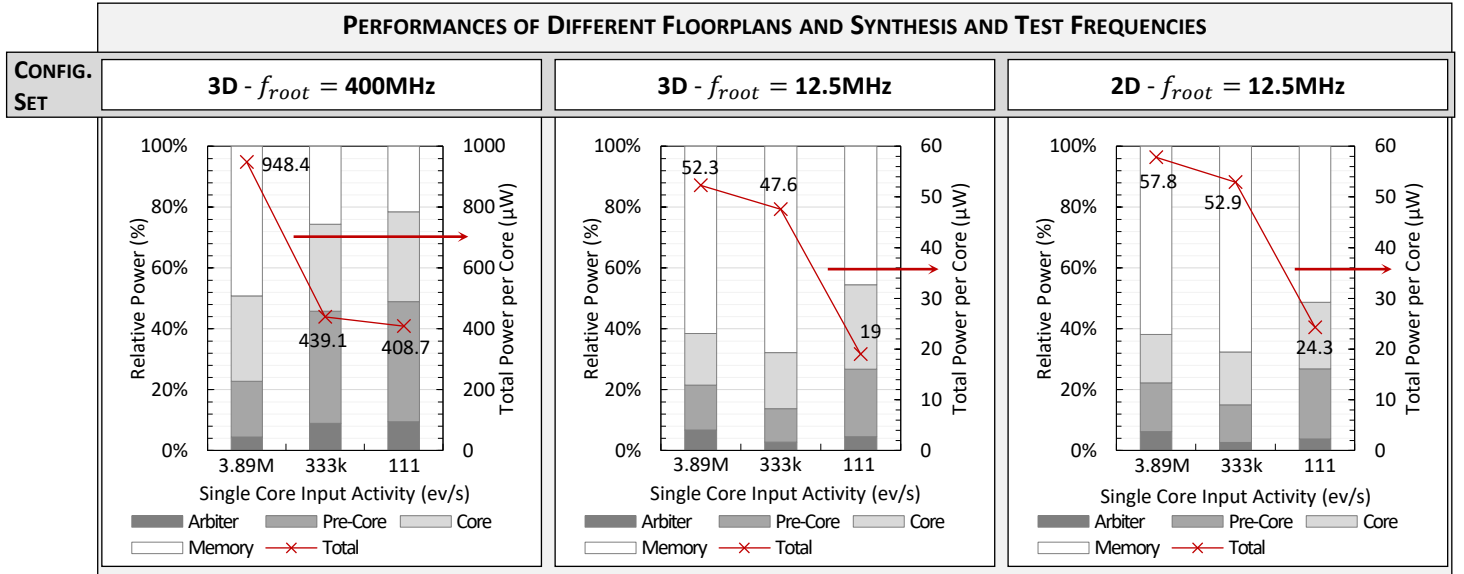 PERFORMANCES OF DIFFERENT FLOORPLANS AND SYNTHESIS AND TEST FREQUENCIES
CONFIG.
SET
3D - f_root = 400MHz
3D - f_root = 12.5MHz
2D - f_root = 12.5MHz
Relative Power (%)
100%
80%
60%
40%
20%
0%
948.4
439.1
408.7
1000
800
600
400
200
0
Total Power per Core (µW)
3.89M 333k 111
Single Core Input Activity (ev/s)
Arbiter Pre-Core Core
Memory Total
Relative Power (%)
100%
80%
60%
40%
20%
0%
52.3
47.6
19
60
50
40
30
20
10
0
Total Power per Core (µW)
3.89M 333k 111
Single Core Input Activity (ev/s)
Arbiter Pre-Core Core
Memory Total
Relative Power (%)
100%
80%
60%
40%
20%
0%
57.8
52.9
24.3
60
50
40
30
20
10
0
Total Power per Core (µW)
3.89M 333k 111
Single Core Input Activity (ev/s)
Arbiter Pre-Core Core
Memory Total